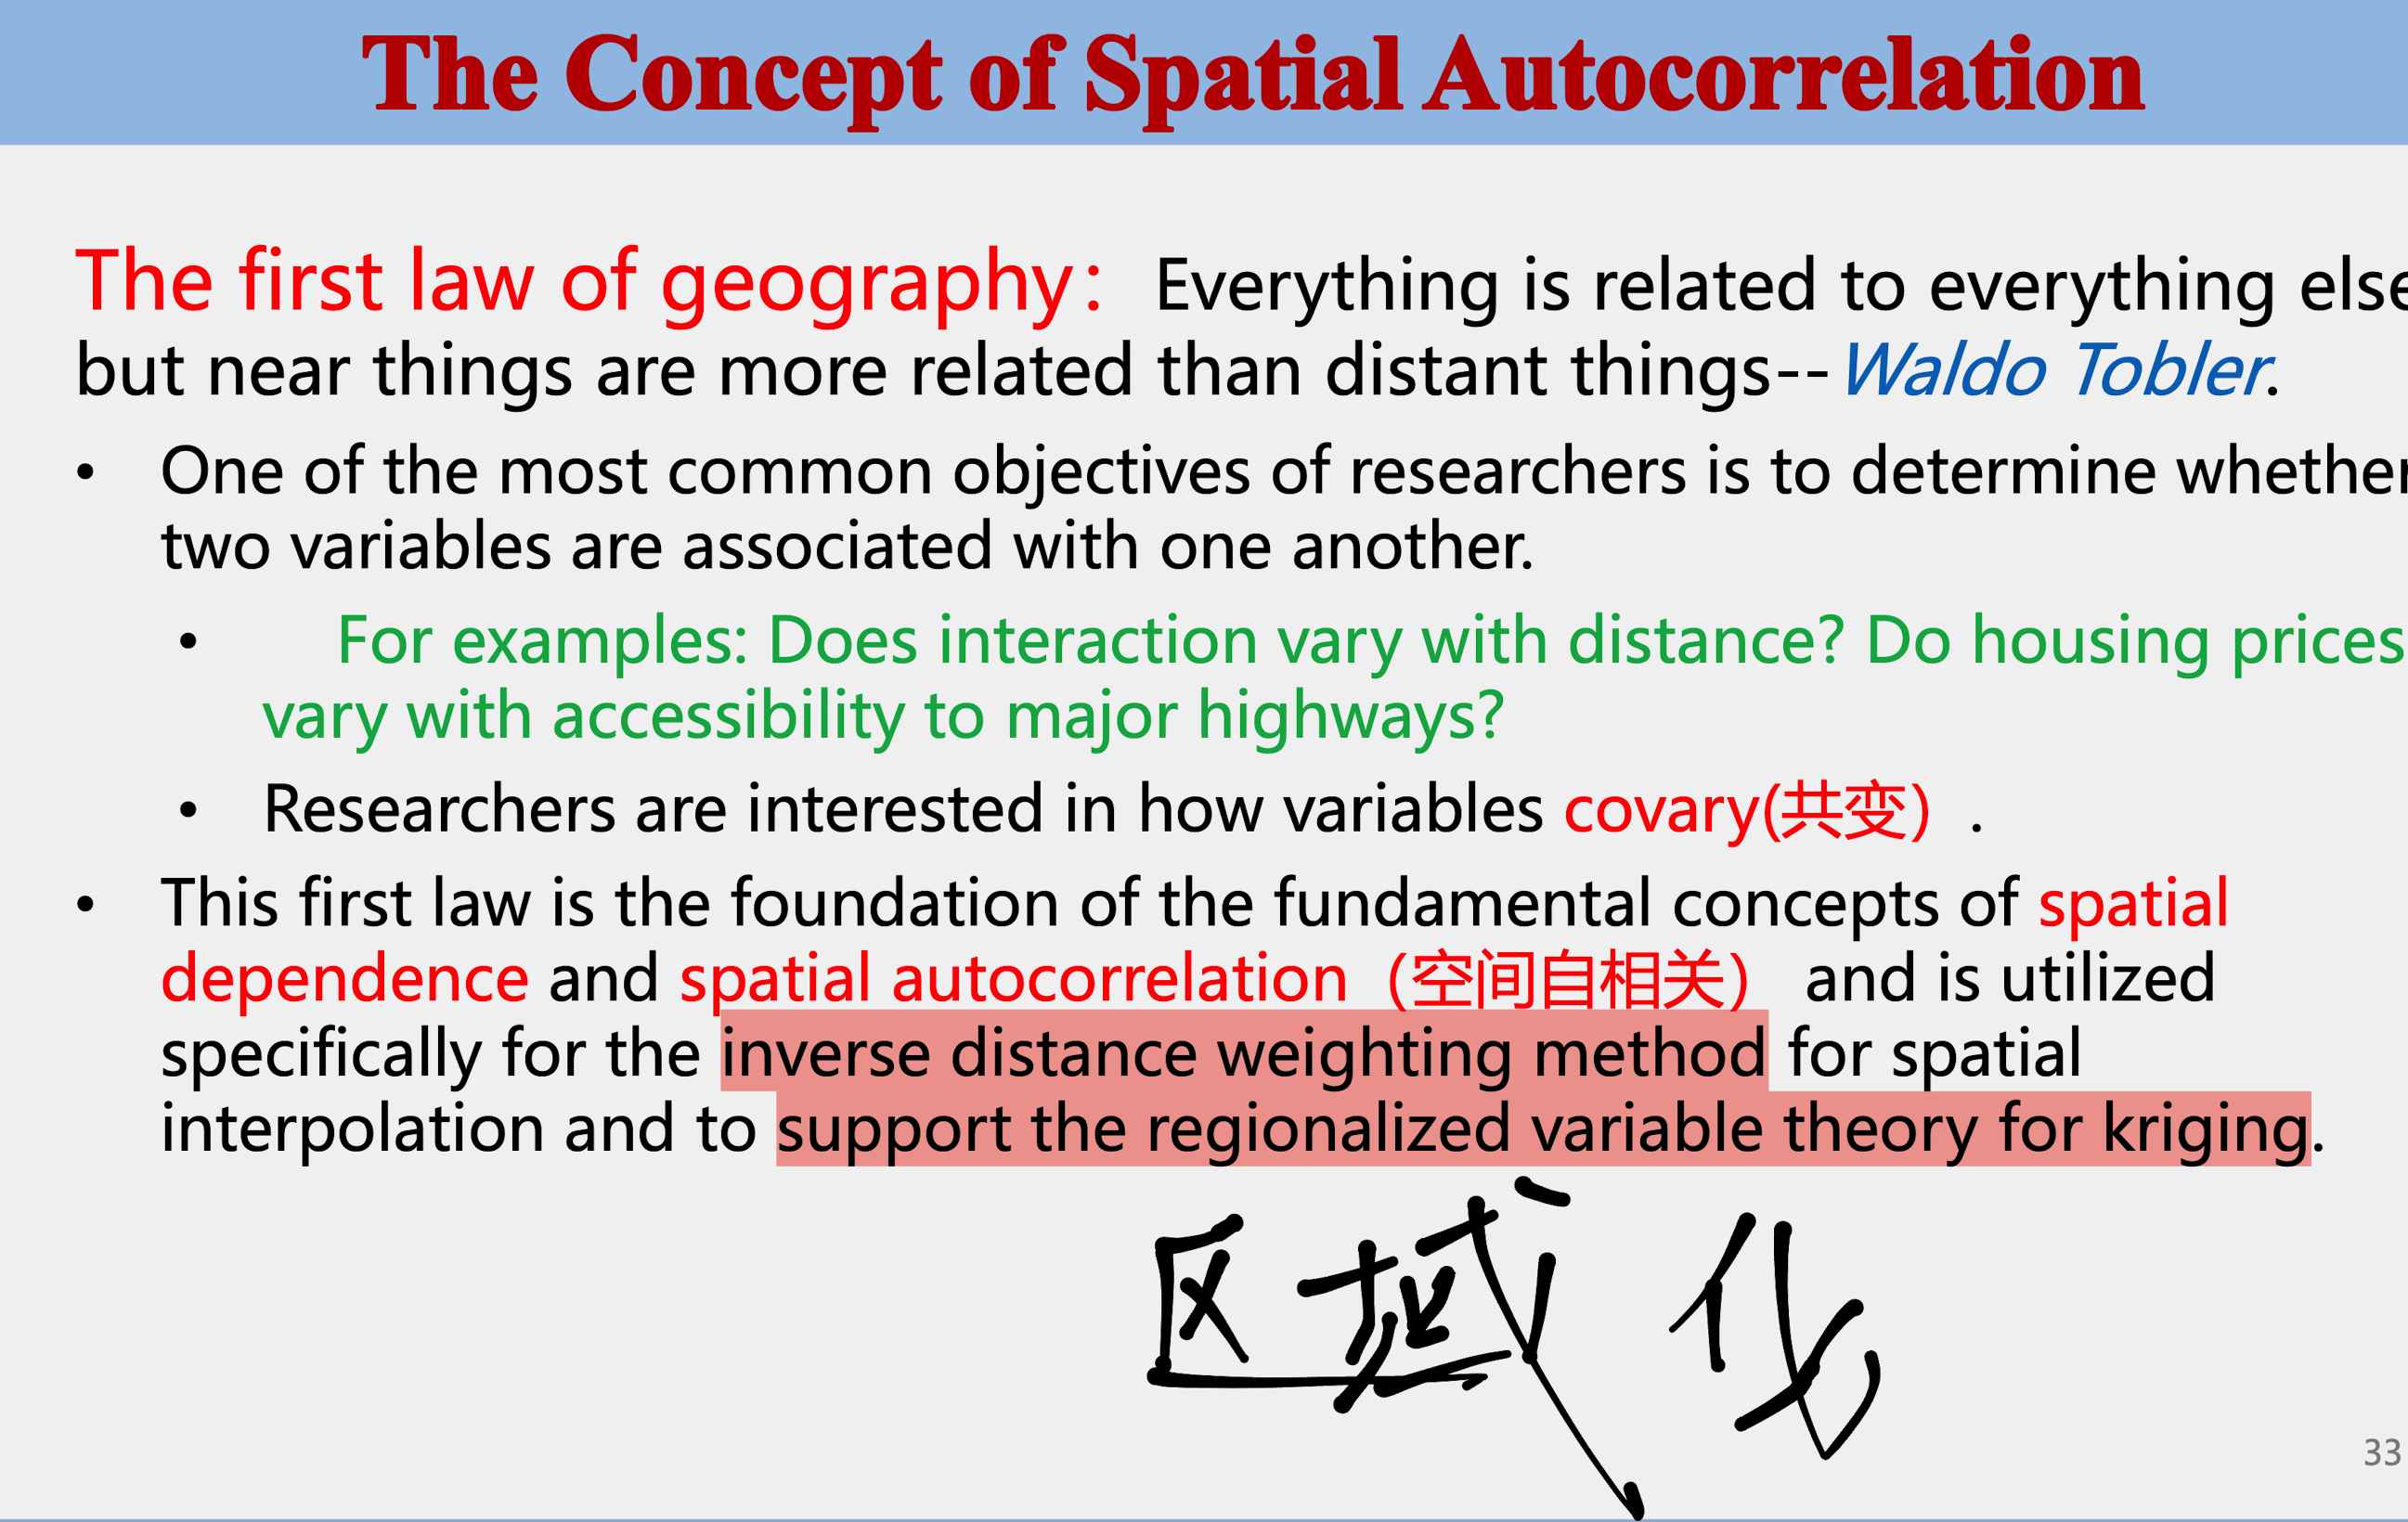 The Concept of Spatial Autocorrelation
The first law of geography: Everything is related to everything else
but near things are more related than distant things--Waldo Tobler.
• One of the most common objectives of researchers is to determine whether
two variables are associated with one another.
• For examples: Does interaction vary with distance? Do housing prices
vary with accessibility to major highways?
• Researchers are interested in how variables covary(共变) .
• This first law is the foundation of the fundamental concepts of spatial
dependence and spatial autocorrelation（空间自相关） and is utilized
specifically for the inverse distance weighting method for spatial
interpolation and to support the regionalized variable theory for kriging.
区域化
33